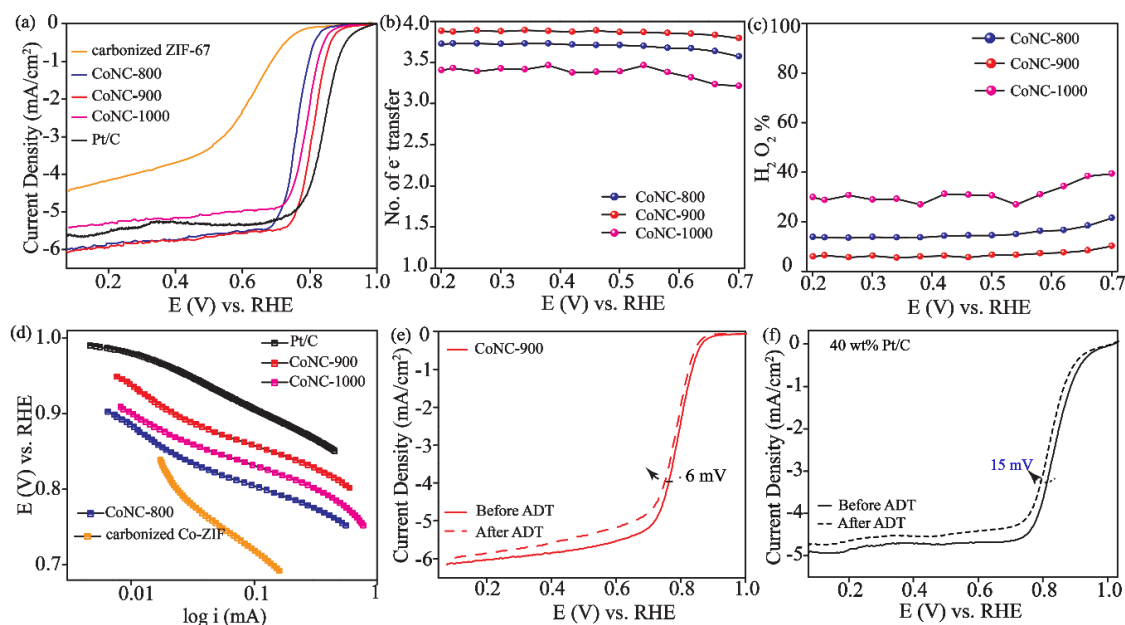 (a)
carbonized ZIF-67
CoNC-800
CoNC-900
CoNC-1000
Pt/C
0
-1
-2
-3
-4
-5
-6
0.2 0.4 0.6 0.8 1.0
Current Density (mA/cm²)
E (V) vs. RHE
(b)
4.0
3.5
3.0
2.5
2.0
1.5
1.0
0.2 0.3 0.4 0.5 0.6 0.7
No. of e⁻ transfer
CoNC-800
CoNC-900
CoNC-1000
E (V) vs. RHE
(c)
100
80
60
40
20
0
0.2 0.3 0.4 0.5 0.6 0.7
H₂O₂ %
CoNC-800
CoNC-900
CoNC-1000
E (V) vs. RHE
(d)
1.0
0.9
0.8
0.7
0.01 0.1 1
E (V) vs. RHE
Pt/C
CoNC-900
CoNC-1000
CoNC-800
carbonized Co-ZIF
log i (mA)
(e)
CoNC-900
0
-1
-2
-3
-4
-5
-6
0.2 0.4 0.6 0.8 1.0
Current Density (mA/cm²)
6 mV
Before ADT
After ADT
E (V) vs. RHE
(f)
40 wt% Pt/C
0
-1
-2
-3
-4
-5
0.2 0.4 0.6 0.8 1.0
Current Density (mA/cm²)
15 mV
Before ADT
After ADT
E (V) vs. RHE